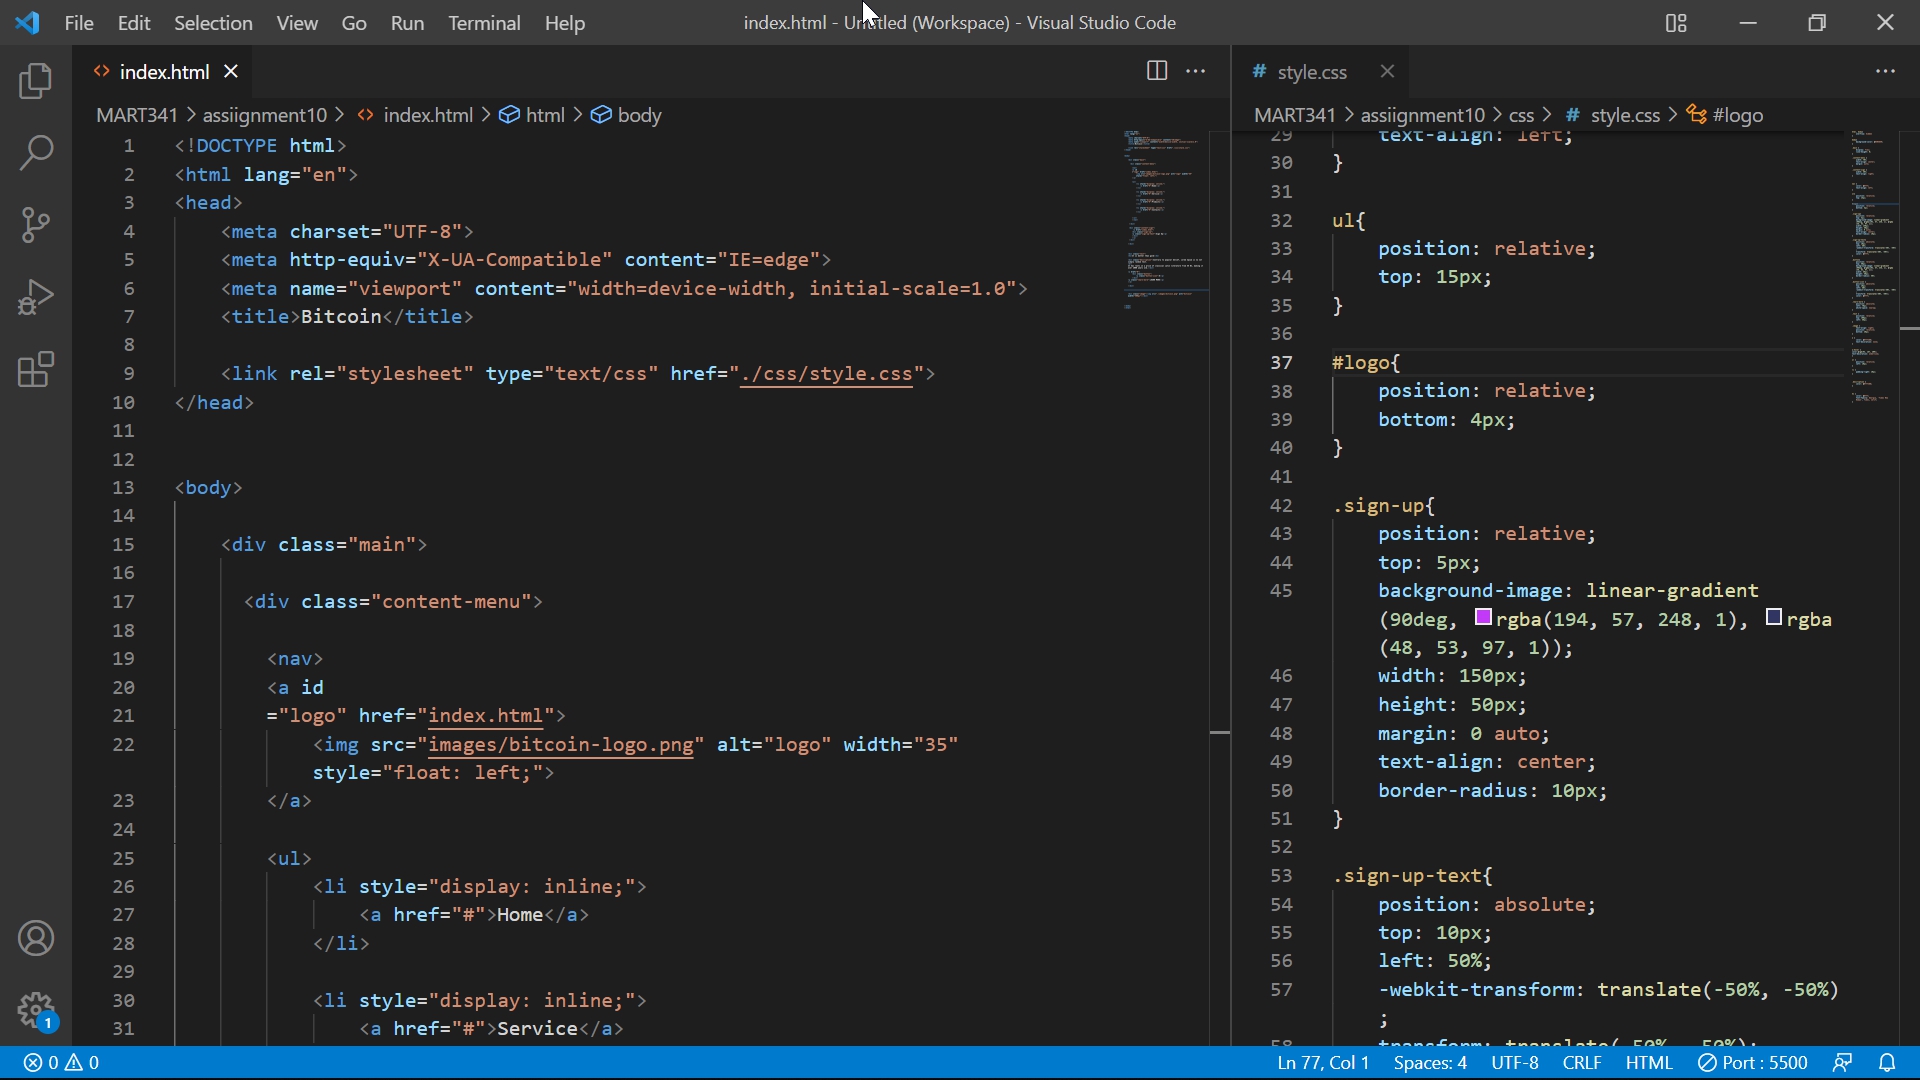 File Edit Selection View Go Run Terminal Help
index.html - Untitled (Workspace) - Visual Studio Code
index.html
MART341 > assiignment10 > index.html > html > body
1 <!DOCTYPE html>
2 <html lang="en">
3 <head>
4 <meta charset="UTF-8">
5 <meta http-equiv="X-UA-Compatible" content="IE=edge">
6 <meta name="viewport" content="width=device-width, initial-scale=1.0">
7 <title>Bitcoin</title>
8
9 <link rel="stylesheet" type="text/css" href="./css/style.css">
10 </head>
11
12
13 <body>
14
15 <div class="main">
16
17 <div class="content-menu">
18
19 <nav>
20 <a id
21 ="logo" href="index.html">
22 <img src="images/bitcoin-logo.png" alt="logo" width="35"
style="float: left;">
23 </a>
24
25 <ul>
26 <li style="display: inline;">
27 <a href="#">Home</a>
28 </li>
29
30 <li style="display: inline;">
31 <a href="#">Service</a>
# style.css
MART341 > assiignment10 > css > # style.css > #logo
29 text-align: left;
30 }
31
32 ul{
33 position: relative;
34 top: 15px;
35 }
36
37 #logo{
38 position: relative;
39 bottom: 4px;
40 }
41
42 .sign-up{
43 position: relative;
44 top: 5px;
45 background-image: linear-gradient
(90deg, rgba(194, 57, 248, 1), rgba
(48, 53, 97, 1));
46 width: 150px;
47 height: 50px;
48 margin: 0 auto;
49 text-align: center;
50 border-radius: 10px;
51 }
52
53 .sign-up-text{
54 position: absolute;
55 top: 10px;
56 left: 50%;
57 -webkit-transform: translate(-50%, -50%)
;
58 transform: translate(-50%, -50%);
1
0 0
Ln 77, Col 1 Spaces: 4 UTF-8 CRLF HTML Port : 5500